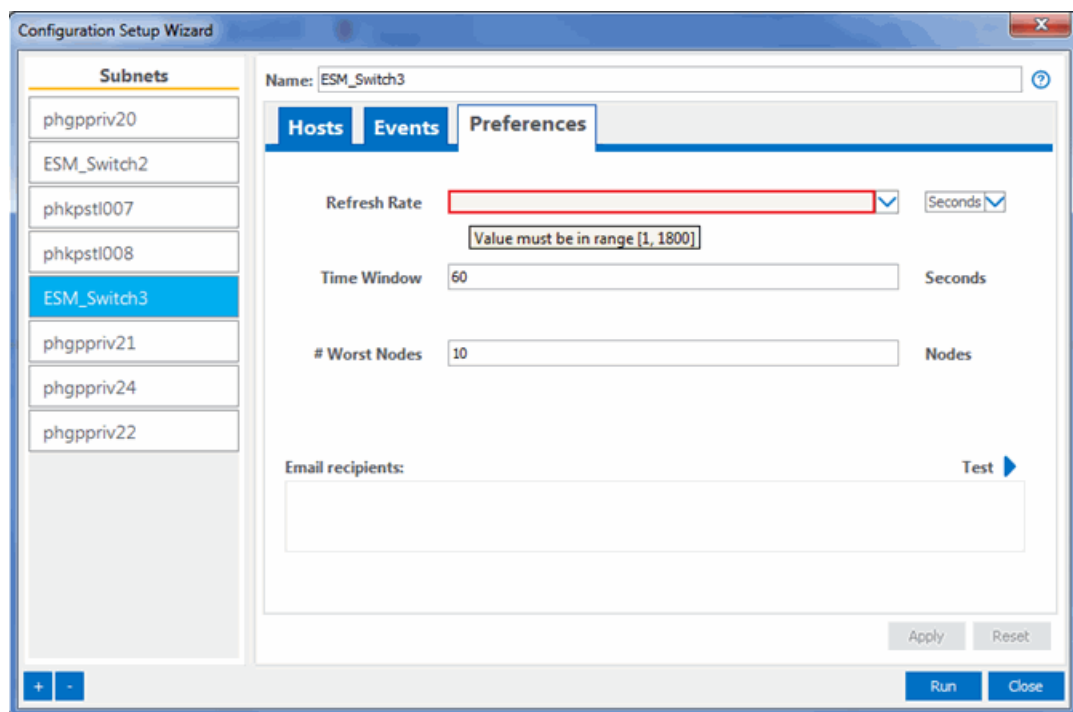 Configuration Setup Wizard
Subnets
phgppriv20
ESM_Switch2
phkpstl007
phkpstl008
ESM_Switch3
phgppriv21
phgppriv24
phgppriv22
Name: ESM_Switch3
Hosts Events Preferences
Refresh Rate Seconds
Value must be in range [1, 1800]
Time Window 60 Seconds
# Worst Nodes 10 Nodes
Email recipients: Test
Apply Reset
+ - Run Close